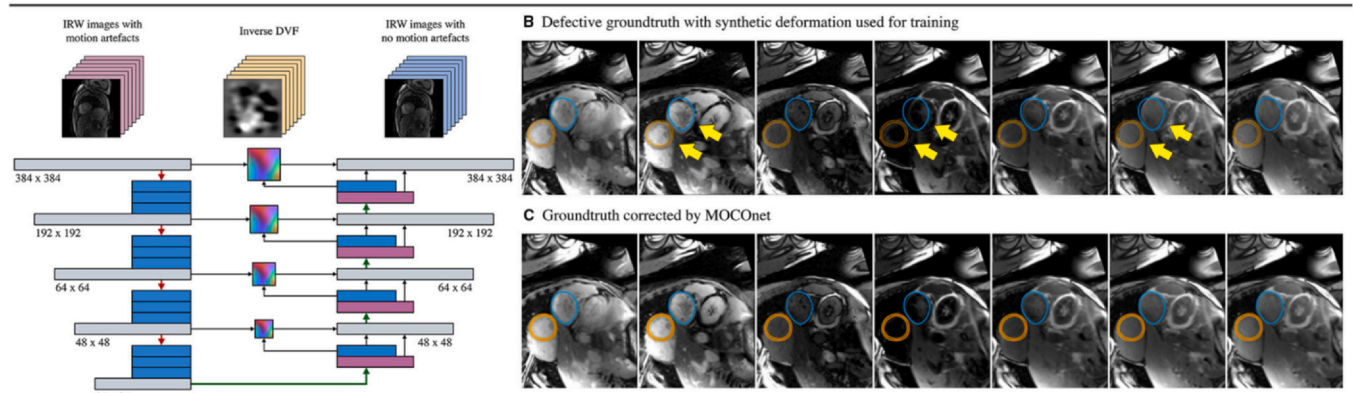 IRW images with
motion artefacts
Inverse DVF
IRW images with
no motion artefacts
384 x 384
384 x 384
192 x 192
192 x 192
64 x 64
64 x 64
48 x 48
48 x 48
B Defective groundtruth with synthetic deformation used for training
C Groundtruth corrected by MOCOnet